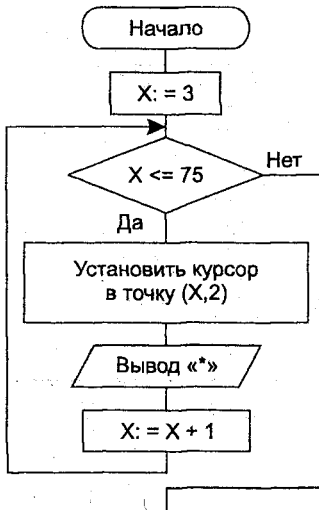 Начало
X: = 3
X <= 75
Нет
Да
Установить курсор
в точку (X,2)
Вывод «*»
X: = X + 1